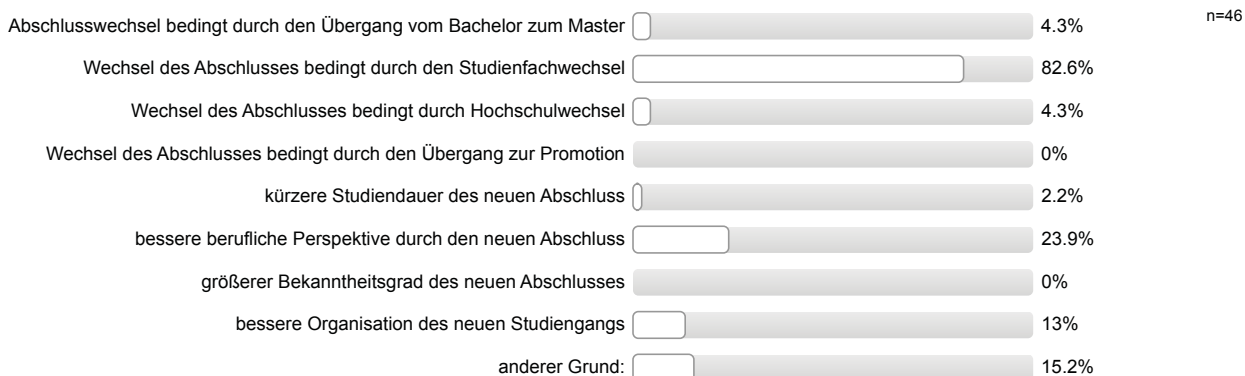 Abschlusswechsel bedingt durch den Übergang vom Bachelor zum Master 4.3% n=46
Wechsel des Abschlusses bedingt durch den Studienfachwechsel 82.6%
Wechsel des Abschlusses bedingt durch Hochschulwechsel 4.3%
Wechsel des Abschlusses bedingt durch den Übergang zur Promotion 0%
kürzere Studiendauer des neuen Abschluss 2.2%
bessere berufliche Perspektive durch den neuen Abschluss 23.9%
größerer Bekanntheitsgrad des neuen Abschlusses 0%
bessere Organisation des neuen Studiengangs 13%
anderer Grund: 15.2%